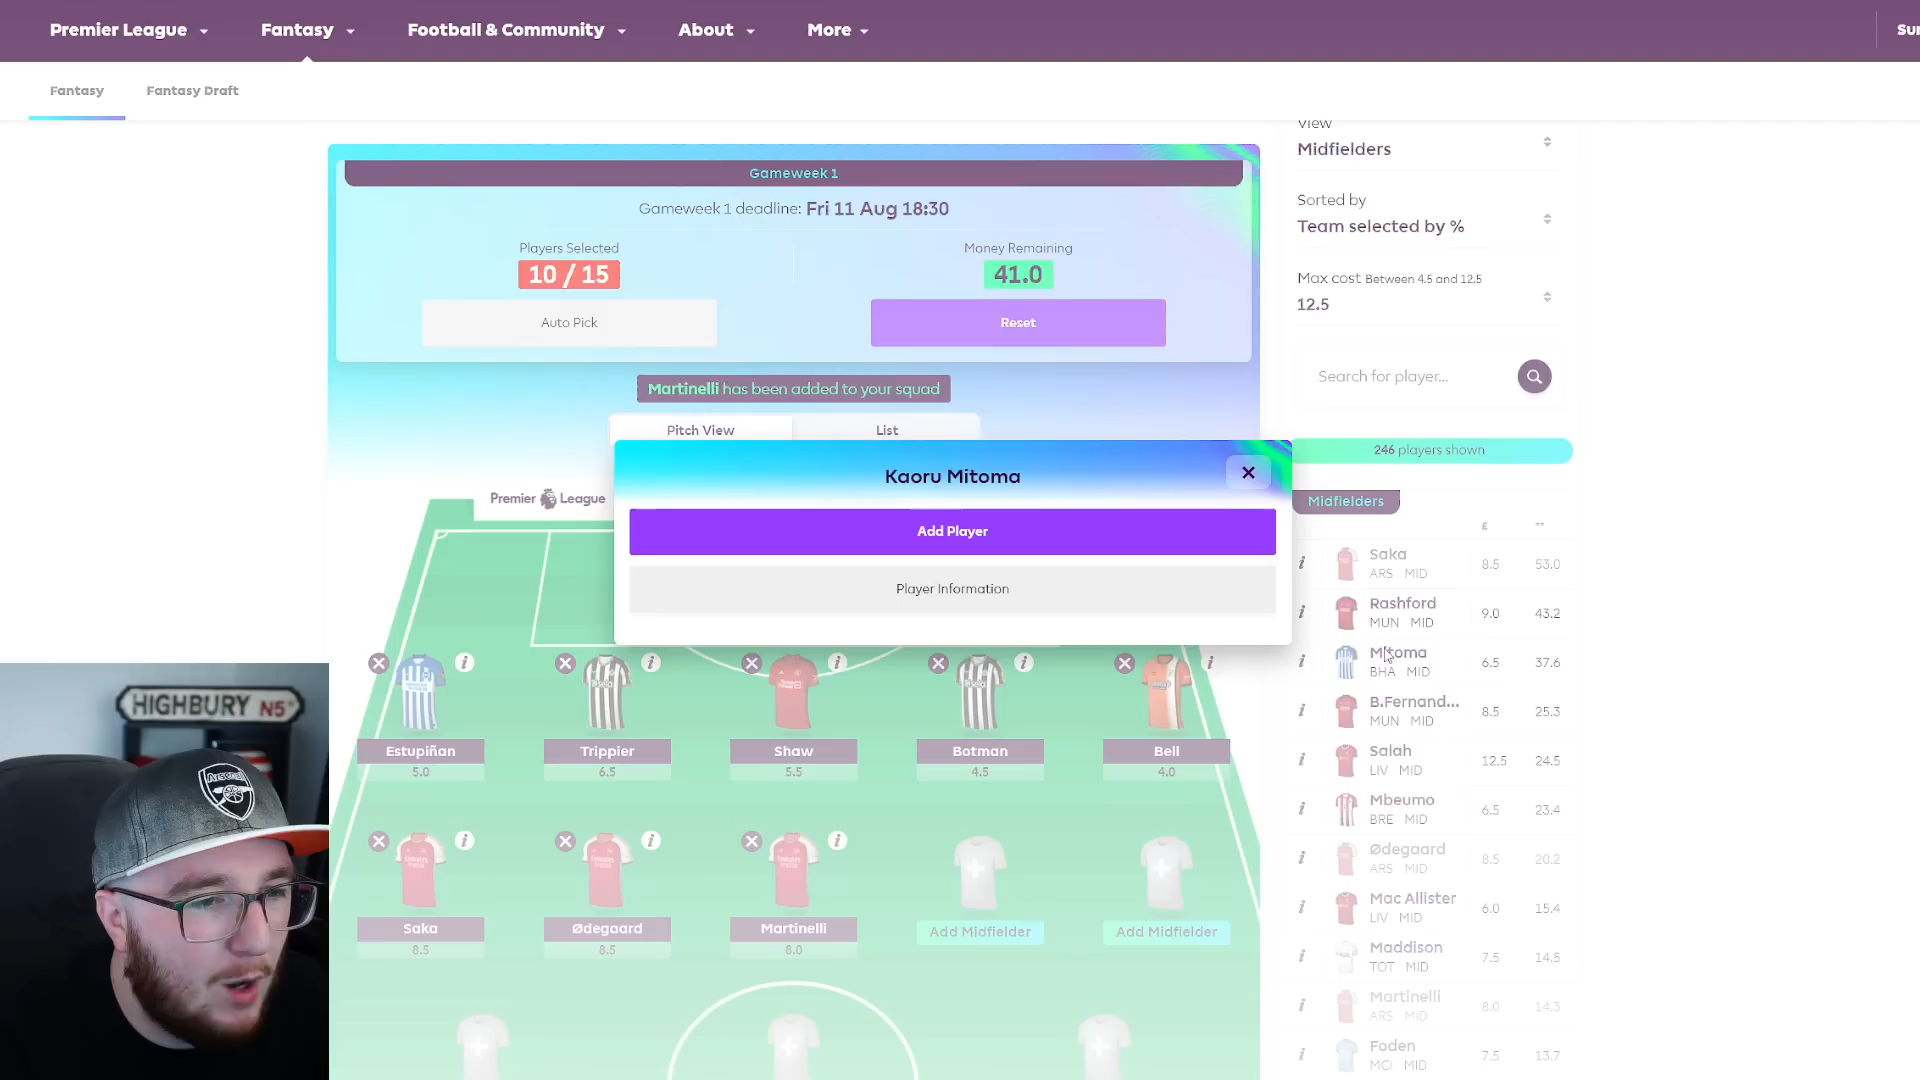 Premier League
Fantasy
Football & Community
About
More
Fantasy
Fantasy Draft
Gameweek 1
Gameweek 1 deadline: Fri 11 Aug 18:30
Players Selected
10 / 15
Money Remaining
41.0
Auto Pick
Reset
Martinelli has been added to your squad
Pitch View
List
Kaoru Mitoma
Add Player
Player Information
Premier League
Estupiñan
5.0
Trippier
6.5
Shaw
5.5
Botman
4.5
Bell
4.0
Saka
8.5
Ødegaard
8.5
Martinelli
8.0
Add Midfielder
Add Midfielder
View
Midfielders
Sorted by
Team selected by %
Max cost Between 4.5 and 12.5
12.5
Search for player...
246 players shown
Midfielders
£
**
Saka
ARS MID
8.5
53.0
Rashford
MUN MID
9.0
43.2
Mitoma
BHA MID
6.5
37.6
B.Fernand...
MUN MID
8.5
25.3
Salah
LIV MID
12.5
24.5
Mbeumo
BRE MID
6.5
23.4
Ødegaard
ARS MID
8.5
20.2
Mac Allister
LIV MID
6.0
15.4
Maddison
TOT MID
7.5
14.5
Martinelli
ARS MID
8.0
14.3
Foden
MCI MID
7.5
13.7
HIGHBURY N5
Arsenal